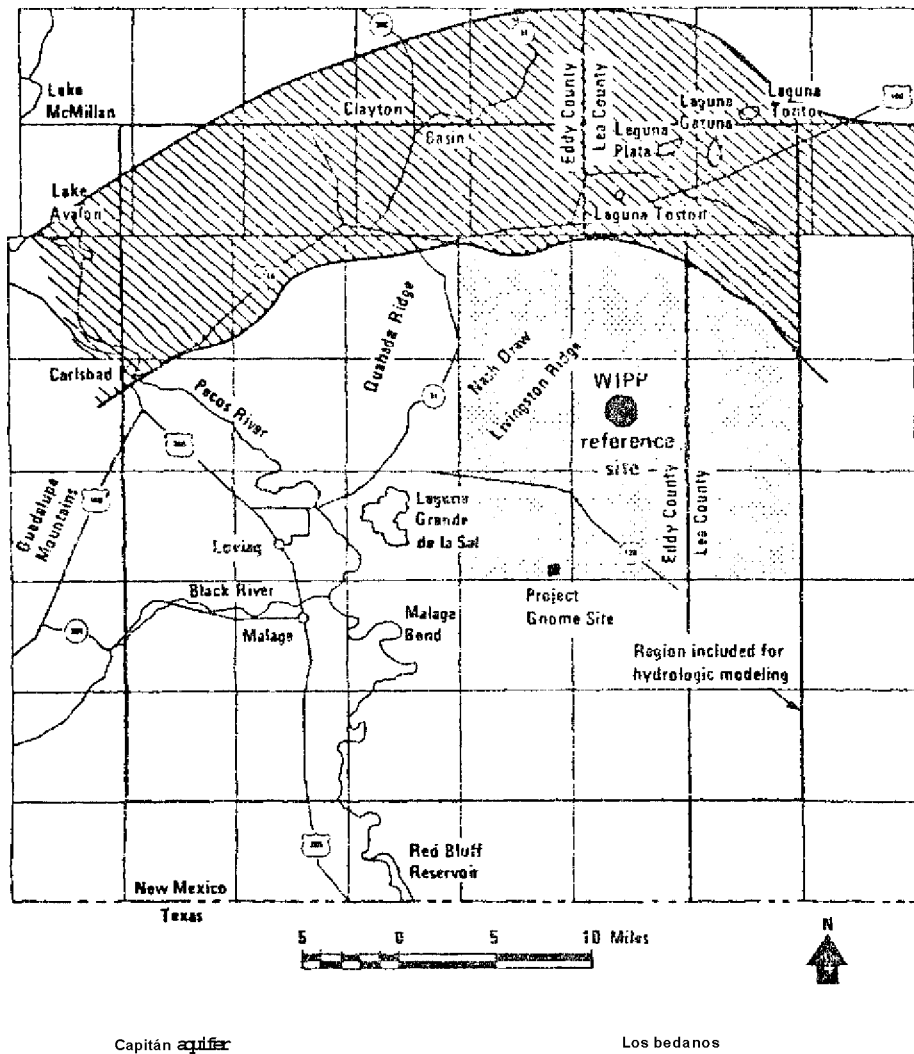 Lake
McMillan
Clayton
Basin
Eddy County
Lea County
Laguna
Plata
Laguna
Gatuna
Laguna
Tonto
Lake
Avalon
Laguna Toston
Carlsbad
Pecos River
Quahada Ridge
Nash Draw
Livingston Ridge
WIPP
reference
site
Guadalupe
Mountains
Loving
Laguna
Grande
de la Sal
Eddy County
Lea County
128
Black River
Malaga
Malaga
Bend
Project
Gnome Site
Region included for
hydrologic modeling
285
Red Bluff
Reservoir
New Mexico
Texas
5 0 5 10 Miles
N
Capitán aquifer
Los bedanos